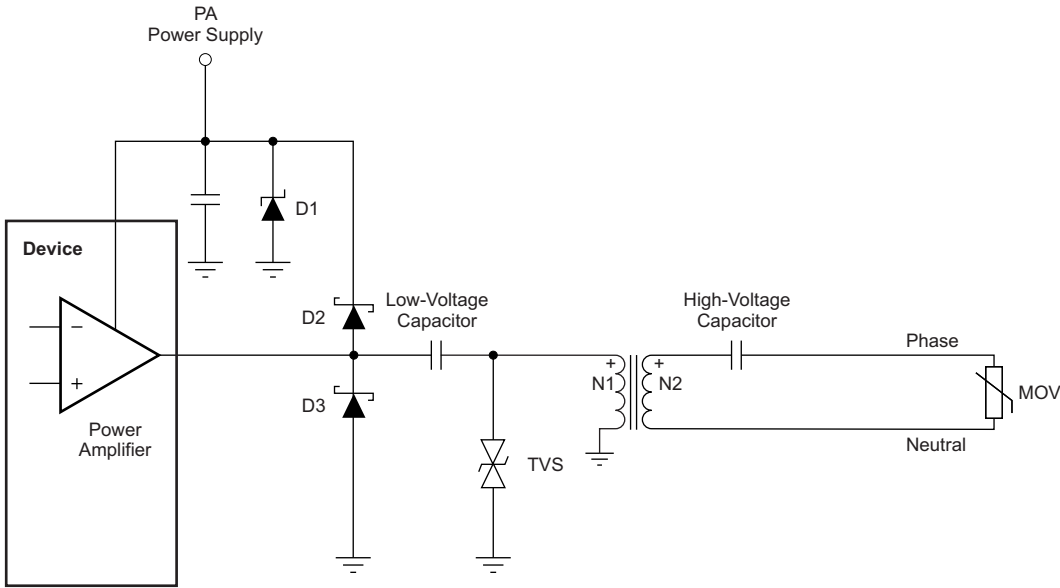 PA
Power Supply
D1
Device
−
+
Power
Amplifier
D2
D3
Low-Voltage
Capacitor
TVS
High-Voltage
Capacitor
+
+
N1
N2
Phase
MOV
Neutral